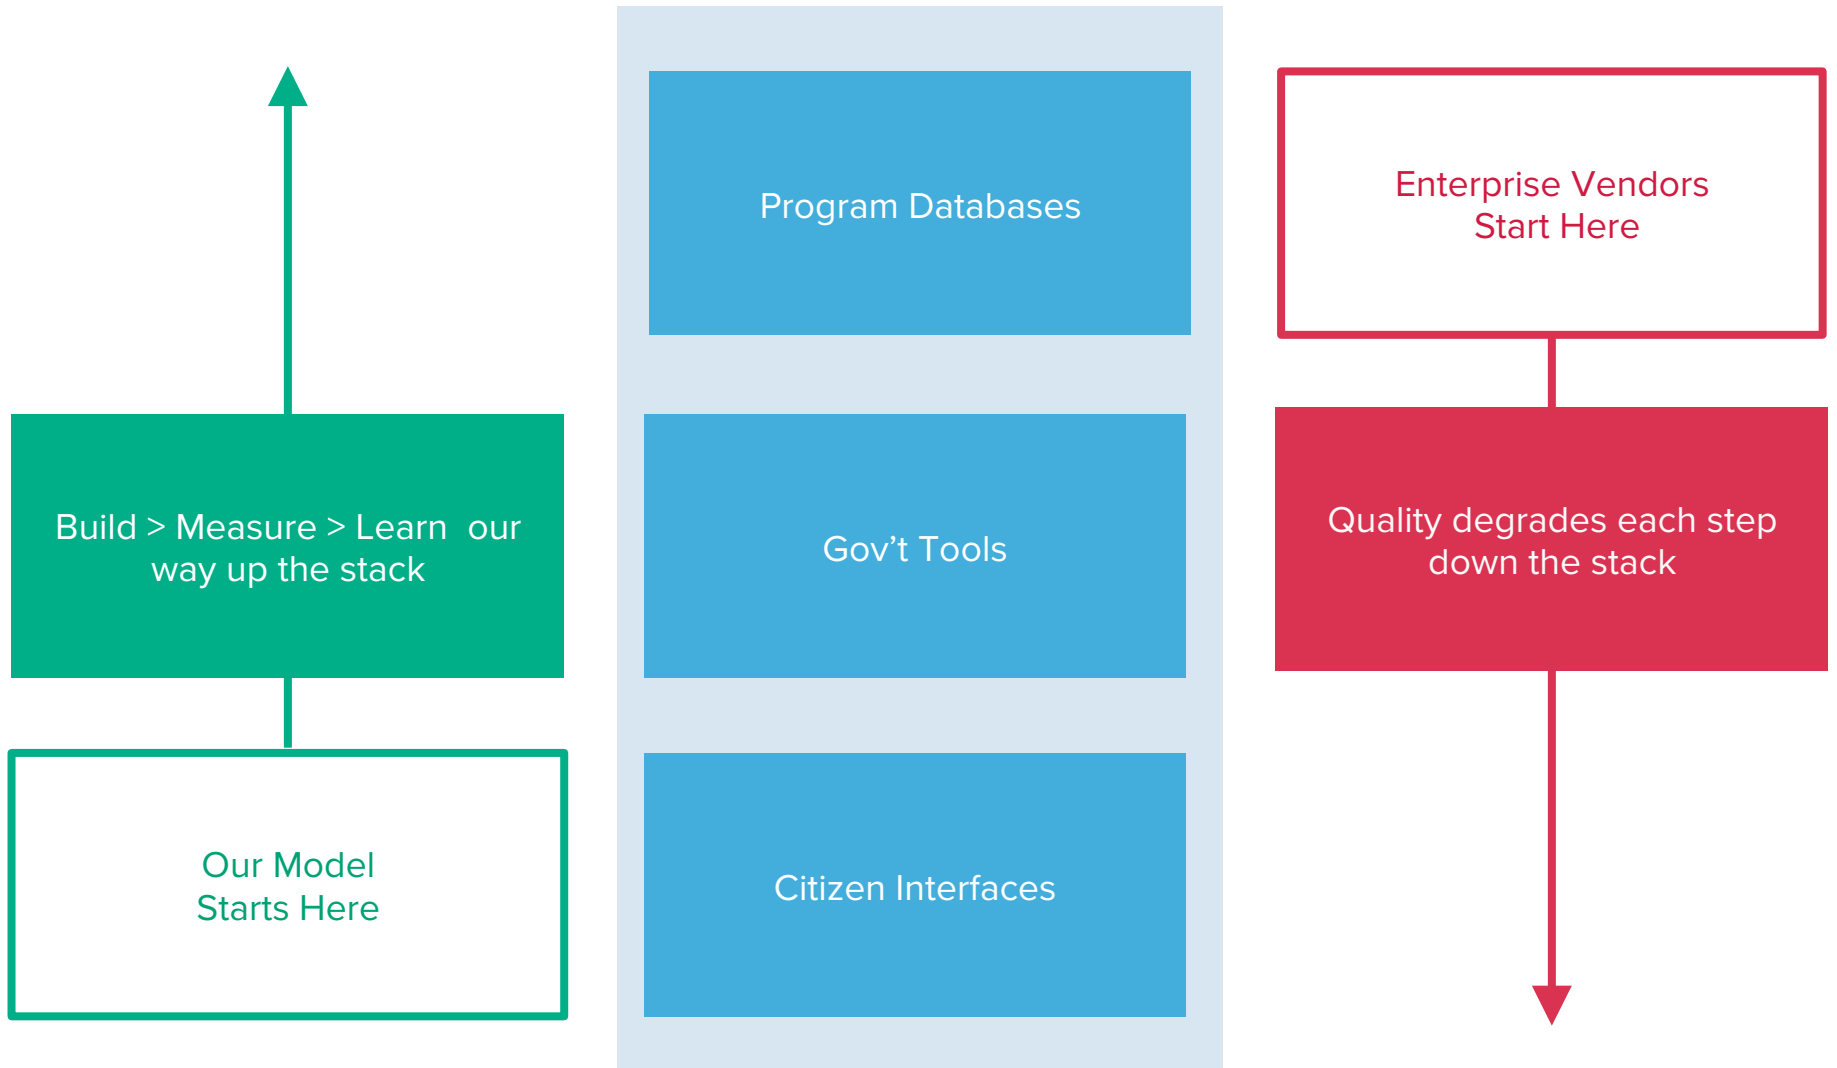 Program Databases
Enterprise Vendors
Start Here
Build > Measure > Learn  our
way up the stack
Gov’t Tools
Quality degrades each step
down the stack
Our Model
Starts Here
Citizen Interfaces